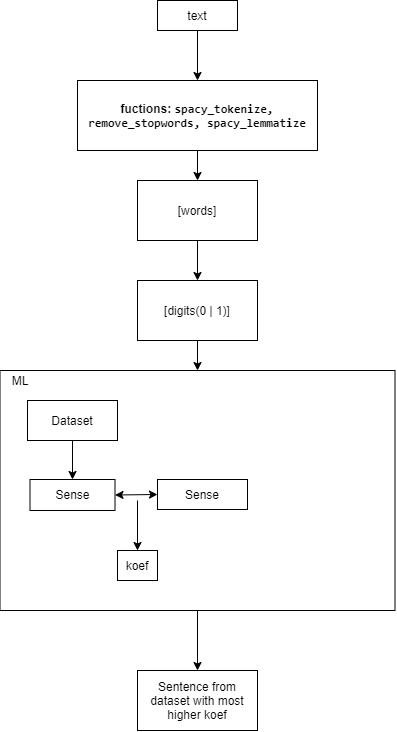 text
fuctions: spacy_tokenize,
remove_stopwords, spacy_lemmatize
[words]
[digits(0 | 1)]
ML
Dataset
Sense
Sense
koef
Sentence from
dataset with most
higher koef